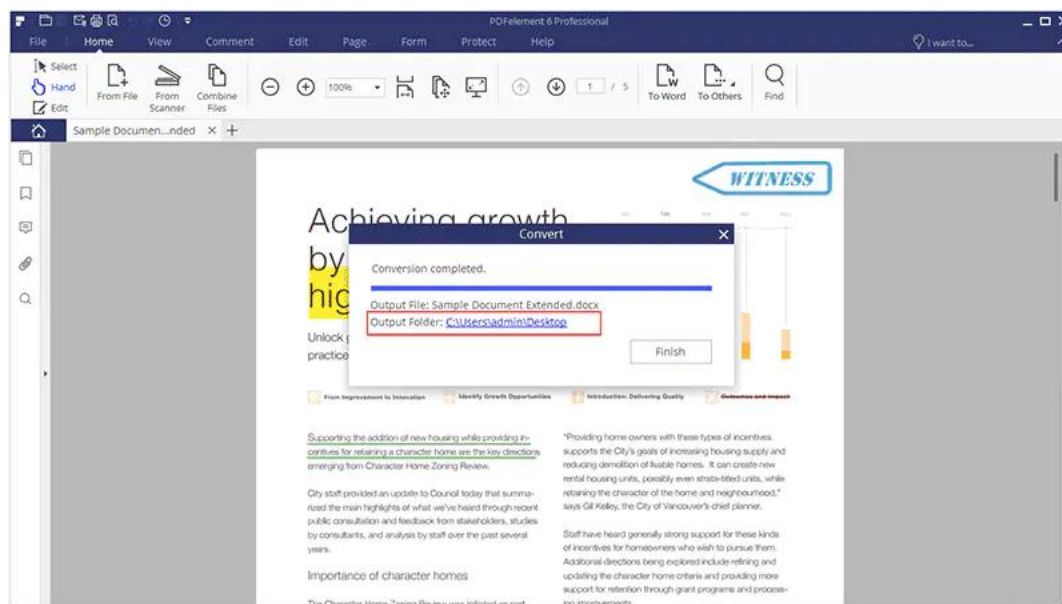 PDFelement 6 Professional
File Home View Comment Edit Page Form Protect Help I want to...
Select
Hand
Edit
From File
From Scanner
Combine Files
100%
1 / 5
To Word
To Others
Find
Sample Documen...nded
WITNESS
Achieving growth
by
hig
Unlock
practice
Convert
Conversion completed.
Output File: Sample Document Extended.docx
Output Folder: C:\Users\admin\Desktop
Finish
From Improvement to Innovation
Identify Growth Opportunities
Introduction: Delivering Quality
Outcomes and Impact
Supporting the addition of new housing while providing in-
centives for retaining a character home are the key directions
emerging from Character Home Zoning Review.
City staff provided an update to Council today that summa-
rized the main highlights of what we've heard through recent
public consultation and feedback from stakeholders, studies
by consultants, and analysis by staff over the past several
years.
Importance of character homes
The Character Home Zoning Review was initiated as part
"Providing home owners with these types of incentives
supports the City's goals of increasing housing supply and
reducing demolition of livable homes. It can create new
rental housing units, possibly even strata-titled units, while
retaining the character of the home and neighbourhood,"
says Gil Kelley, the City of Vancouver's chief planner.
Staff have heard generally strong support for these kinds
of incentives for homeowners who wish to pursue them.
Additional directions being explored include refining and
updating the character home criteria and providing more
support for retention through grant programs and process-
ing improvements.